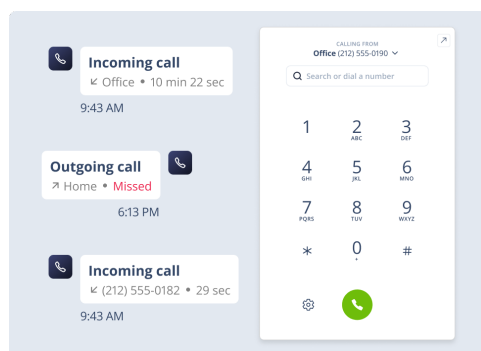 Incoming call
Office • 10 min 22 sec
9:43 AM
Outgoing call
Home • Missed
6:13 PM
Incoming call
(212) 555-0182 • 29 sec
9:43 AM
CALLING FROM
Office (212) 555-0190
Search or dial a number
1 2 3
ABC DEF
4 5 6
GHI JKL MNO
7 8 9
PQRS TUV WXYZ
* 0 #